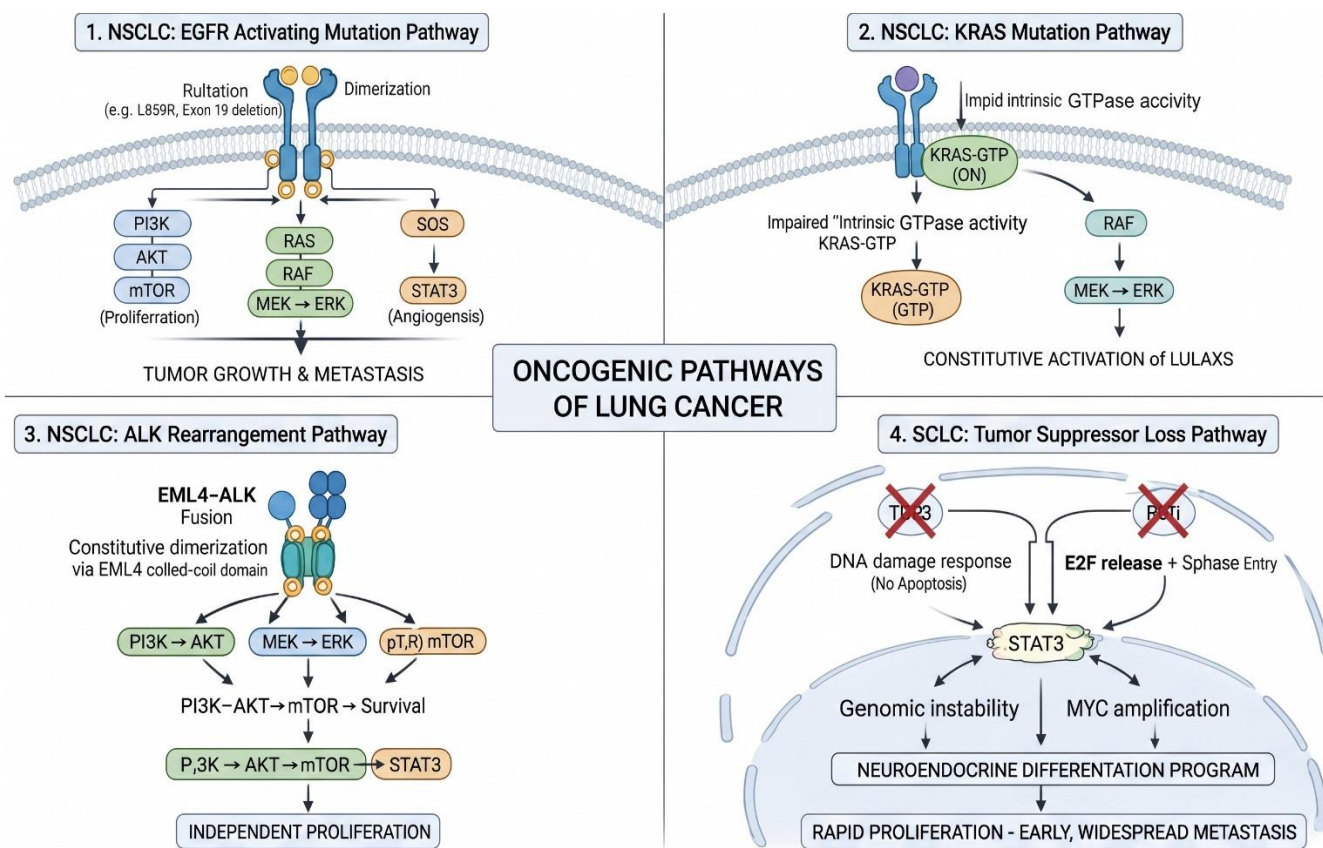 1. NSCLC: EGFR Activating Mutation Pathway
Rultation
(e.g. L859R, Exon 19 deletion)
Dimerization
PI3K
AKT
mTOR
(Proliferration)
RAS
RAF
MEK → ERK
SOS
STAT3
(Angiogensis)
TUMOR GROWTH & METASTASIS
2. NSCLC: KRAS Mutation Pathway
Impid intrinsic GTPase accivity
KRAS-GTP
(ON)
Impaired "Intrinsic GTPase activity
KRAS-GTP
KRAS-GTP
(GTP)
RAF
MEK → ERK
CONSTITUTIVE ACTIVATION of LULAXS
ONCOGENIC PATHWAYS
OF LUNG CANCER
3. NSCLC: ALK Rearrangement Pathway
EML4-ALK
Fusion
Constitutive dimerization
via EML4 colled-coil domain
PI3K → AKT
MEK → ERK
pT,R) mTOR
PI3K-AKT → mTOR → Survival
P,3K → AKT → mTOR → STAT3
INDEPENDENT PROLIFERATION
4. SCLC: Tumor Suppressor Loss Pathway
DNA damage response
(No Apoptosis)
E2F release + Sphase Entry
STAT3
Genomic instability
MYC amplification
NEUROENDOCRINE DIFFERENTATION PROGRAM
RAPID PROLIFERATION - EARLY, WIDESPREAD METASTASIS